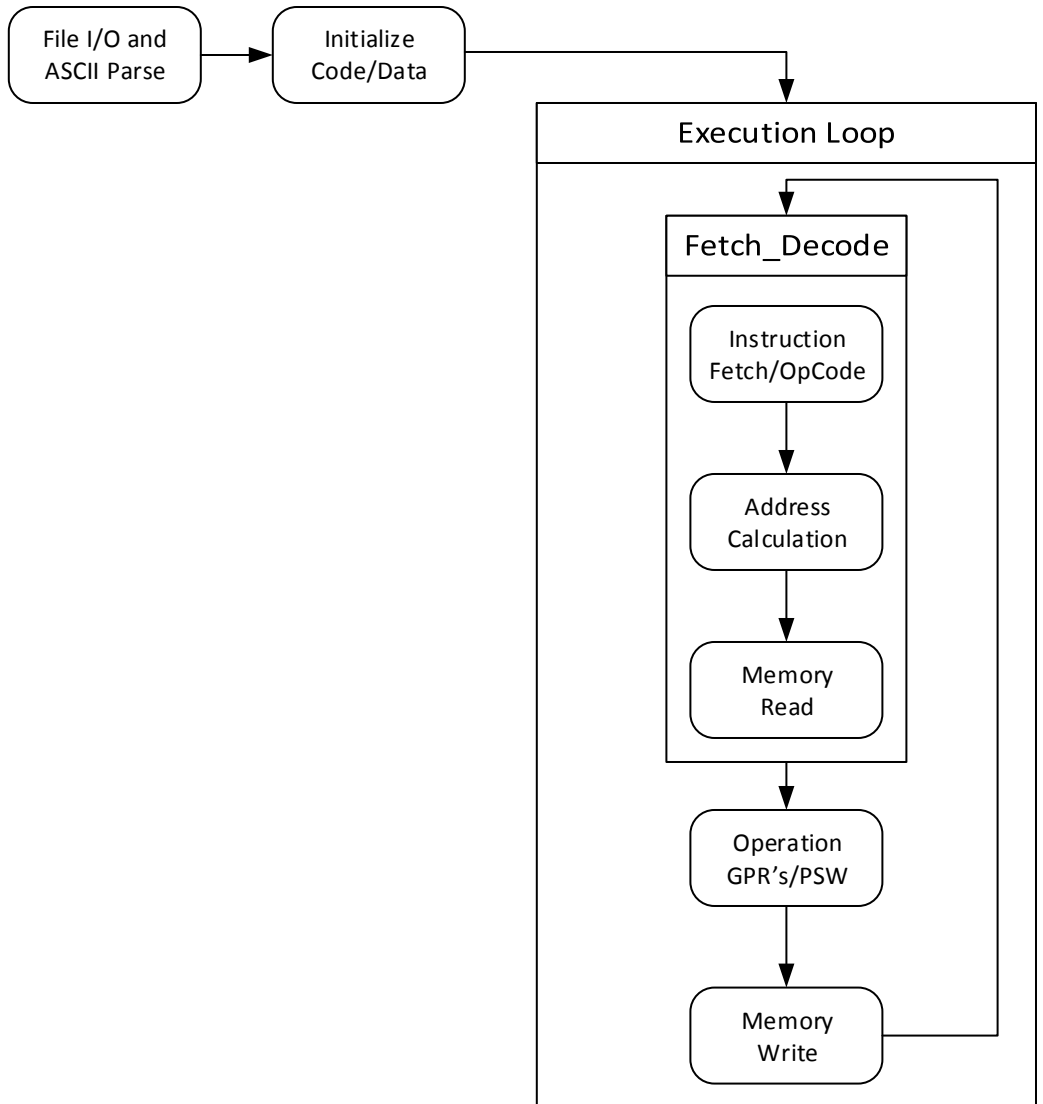 File I/O and
ASCII Parse
Initialize
Code/Data
Execution Loop
Fetch_Decode
Instruction
Fetch/OpCode
Address
Calculation
Memory
Read
Operation
GPR’s/PSW
Memory
Write